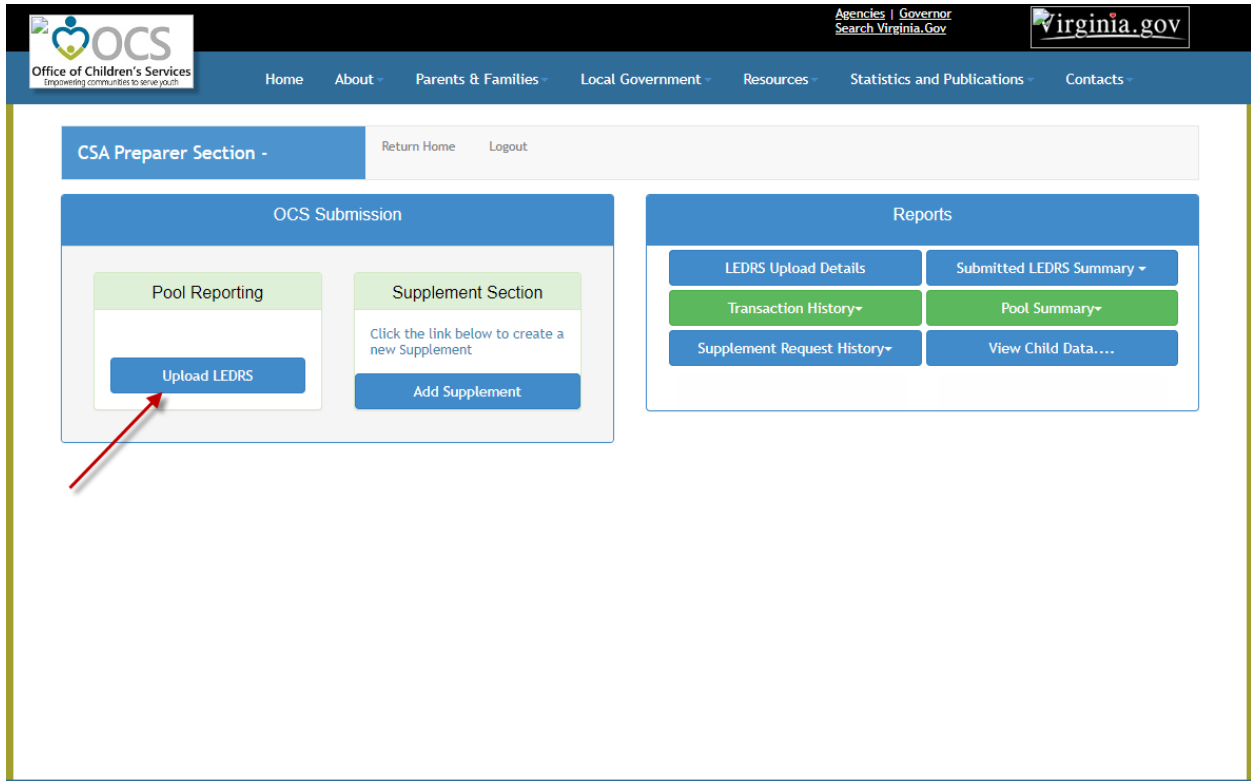 Agencies | Governor
Search Virginia.Gov
Virginia.gov
OCS
Office of Children's Services
Empowering communities to serve youth
Home About Parents & Families Local Government Resources Statistics and Publications Contacts
CSA Preparer Section -
Return Home Logout
OCS Submission
Pool Reporting
Upload LEDRS
Supplement Section
Click the link below to create a
new Supplement
Add Supplement
Reports
LEDRS Upload Details
Submitted LEDRS Summary
Transaction History
Pool Summary
Supplement Request History
View Child Data....